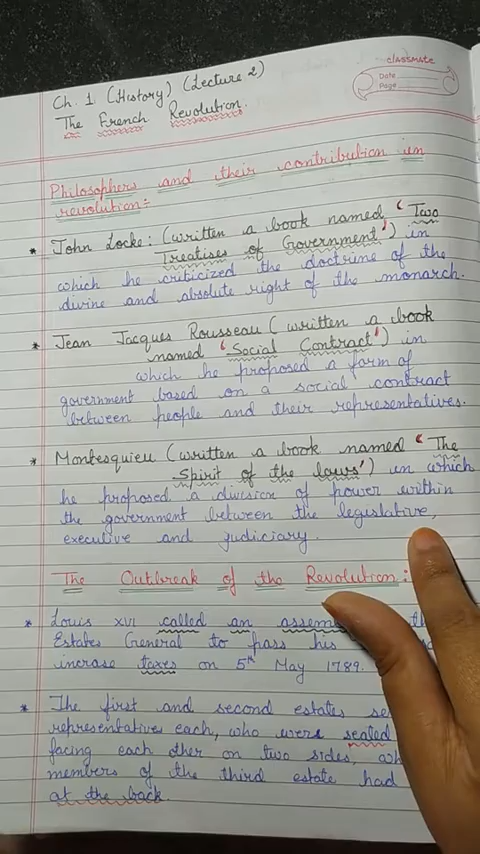 classmate
Date
Page
Ch. 1 (History) (Lecture 2)
The French Revolution.
Philosophers and their contribution in
revolution:-
* John Locke: (written a book named 'Two
Treatises of Government') in
which he criticized the doctrine of the
divine and absolute right of the monarch.
* Jean Jacques Rousseau (written a book
named 'Social Contract') in
which he proposed a form of
government based on a social contract
between people and their representatives.
* Montesquieu (written a book named "The
Spirit of the laws') in which
he proposed a division of power within
the government between the legislative,
executive and judiciary.
The Outbreak of the Revolution:
* Louis XVI called an assem
Estates General to pass his
increase taxes on 5th May 1789.
* The first and second estates se
representative each, who were seated
facing each other on two sides, wh
members of the third estate had
at the back.